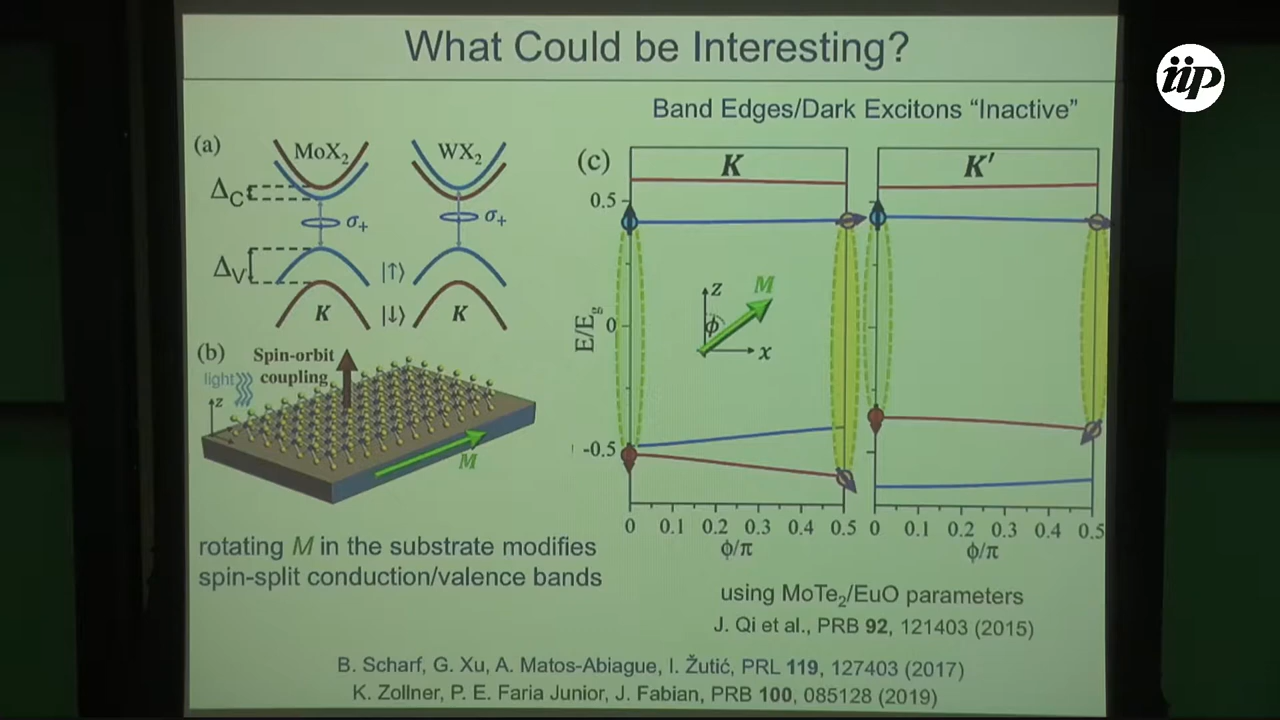 What Could be Interesting?
iip
Band Edges/Dark Excitons “Inactive”
(a)
MoX₂
WX₂
Δ_C
σ₊
σ₊
Δ_V
|↑⟩
K
|↓⟩
K
(b)
Spin-orbit
coupling
light
z
M
rotating M in the substrate modifies
spin-split conduction/valence bands
(c)
K
K'
0.5
E/E_g
0
-0.5
z
M
ϕ
x
0 0.1 0.2 0.3 0.4 0.5
ϕ/π
0 0.1 0.2 0.3 0.4 0.5
ϕ/π
using MoTe₂/EuO parameters
J. Qi et al., PRB 92, 121403 (2015)
B. Scharf, G. Xu, A. Matos-Abiague, I. Žutić, PRL 119, 127403 (2017)
K. Zollner, P. E. Faria Junior, J. Fabian, PRB 100, 085128 (2019)